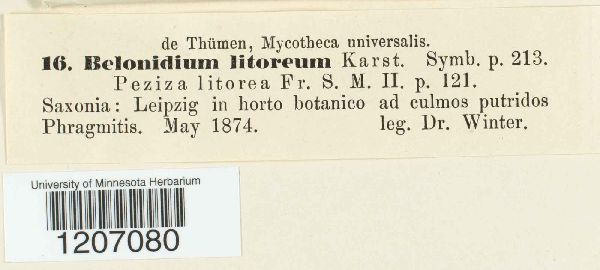 de Thümen, Mycotheca universalis.
16. Belonidium litoreum Karst. Symb. p. 213.
Peziza litorea Fr. S. M. II. p. 121.
Saxonia: Leipzig in horto botanico ad culmos putridos
Phragmitis. May 1874. leg. Dr. Winter.
University of Minnesota Herbarium
1207080